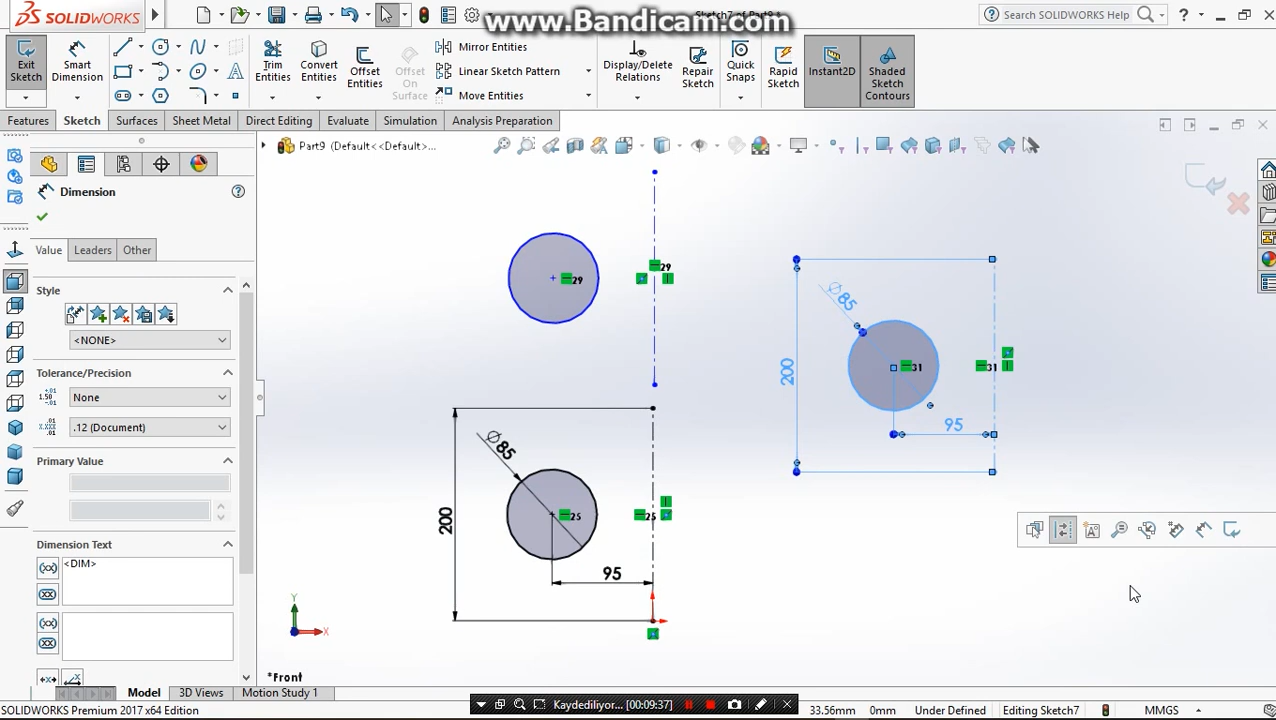 SOLIDWORKS
Sketch7 of Part9 *
www.Bandicam.com
Search SOLIDWORKS Help
?
Exit Sketch
Smart Dimension
Trim Entities
Convert Entities
Offset Entities
Offset On Surface
Mirror Entities
Linear Sketch Pattern
Move Entities
Display/Delete Relations
Repair Sketch
Quick Snaps
Rapid Sketch
Instant2D
Shaded Sketch Contours
Features
Sketch
Surfaces
Sheet Metal
Direct Editing
Evaluate
Simulation
Analysis Preparation
Part9 (Default<<Default>...
Dimension
Value
Leaders
Other
Style
<NONE>
Tolerance/Precision
None
.12 (Document)
Primary Value
Dimension Text
<DIM>
29
29
Ø85
200
31
31
95
Ø85
200
25
25
95
Y
X
*Front
Model
3D Views
Motion Study 1
SOLIDWORKS Premium 2017 x64 Edition
Kaydediliyor... [00:09:37]
33.56mm
0mm
Under Defined
Editing Sketch7
MMGS